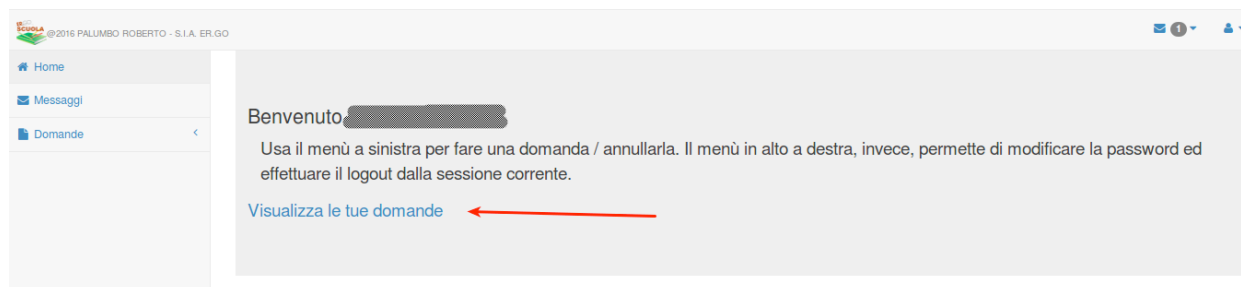 SCUOLA @2016 PALUMBO ROBERTO - S.I.A. ER.GO
1
Home
Messaggi
Domande
Benvenuto
Usa il menù a sinistra per fare una domanda / annullarla. Il menù in alto a destra, invece, permette di modificare la password ed
effettuare il logout dalla sessione corrente.
Visualizza le tue domande